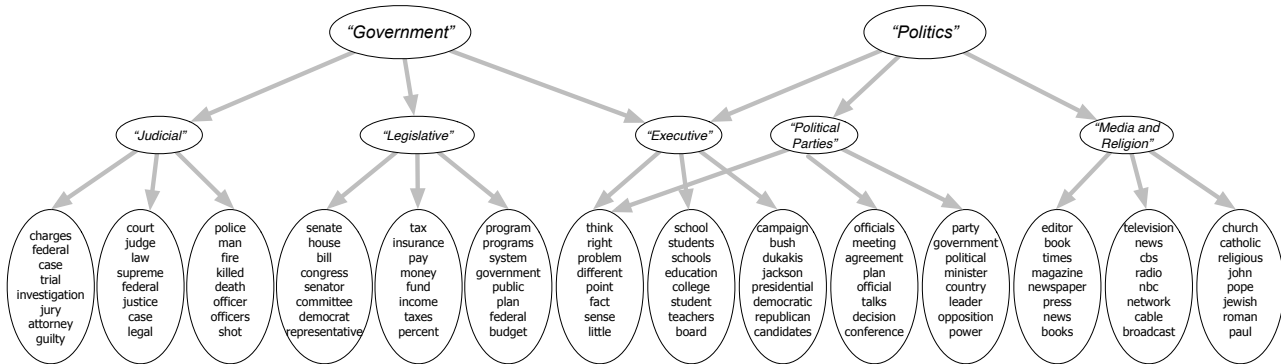 “Government”
“Politics”
“Judicial”
“Legislative”
“Executive”
“Political
Parties”
“Media and
Religion”
charges
federal
case
trial
investigation
jury
attorney
guilty
court
judge
law
supreme
federal
justice
case
legal
police
man
fire
killed
death
officer
officers
shot
senate
house
bill
congress
senator
committee
democrat
representative
tax
insurance
pay
money
fund
income
taxes
percent
program
programs
system
government
public
plan
federal
budget
think
right
problem
different
point
fact
sense
little
school
students
schools
education
college
student
teachers
board
campaign
bush
dukakis
jackson
presidential
democratic
republican
candidates
officials
meeting
agreement
plan
official
talks
decision
conference
party
government
political
minister
country
leader
opposition
power
editor
book
times
magazine
newspaper
press
news
books
television
news
cbs
radio
nbc
network
cable
broadcast
church
catholic
religious
john
pope
jewish
roman
paul